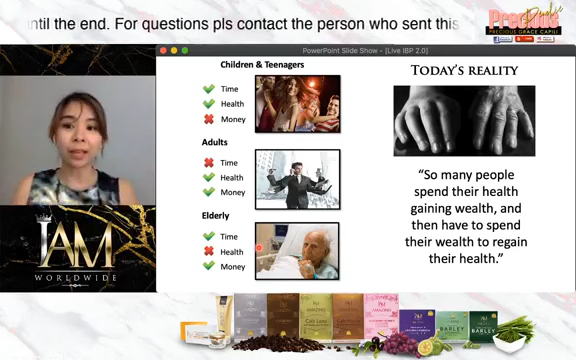 ntil the end. For questions pls contact the person who sent this
Precious
PRECIOUS GRACE CAPILI
PowerPoint Slide Show - [Live IBP 2.0]
Children & Teenagers
Time
Health
Money
Adults
Time
Health
Money
Elderly
Time
Health
Money
TODAY'S REALITY
“So many people
spend their health
gaining wealth, and
then have to spend
their wealth to regain
their health.”
IAM
WORLDWIDE
AMAZING
BARLEY
BARLEY